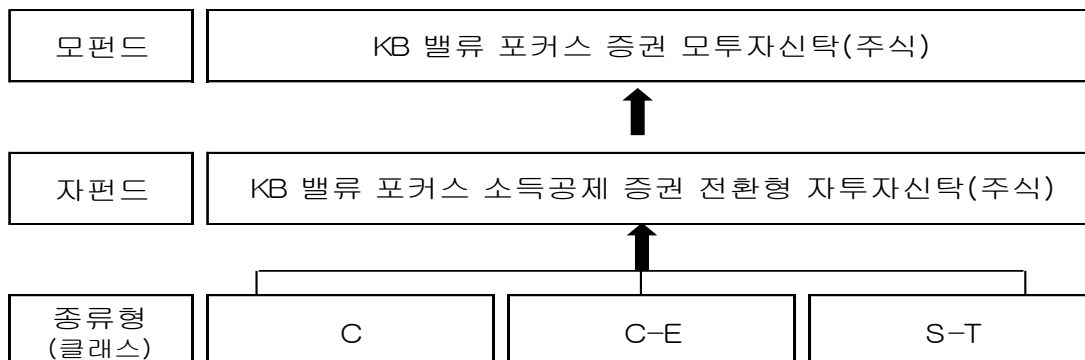 모펀드
KB 밸류 포커스 증권 모투자신탁(주식)
자펀드
KB 밸류 포커스 소득공제 증권 전환형 자투자신탁(주식)
종류형
(클래스)
C
C-E
S-T